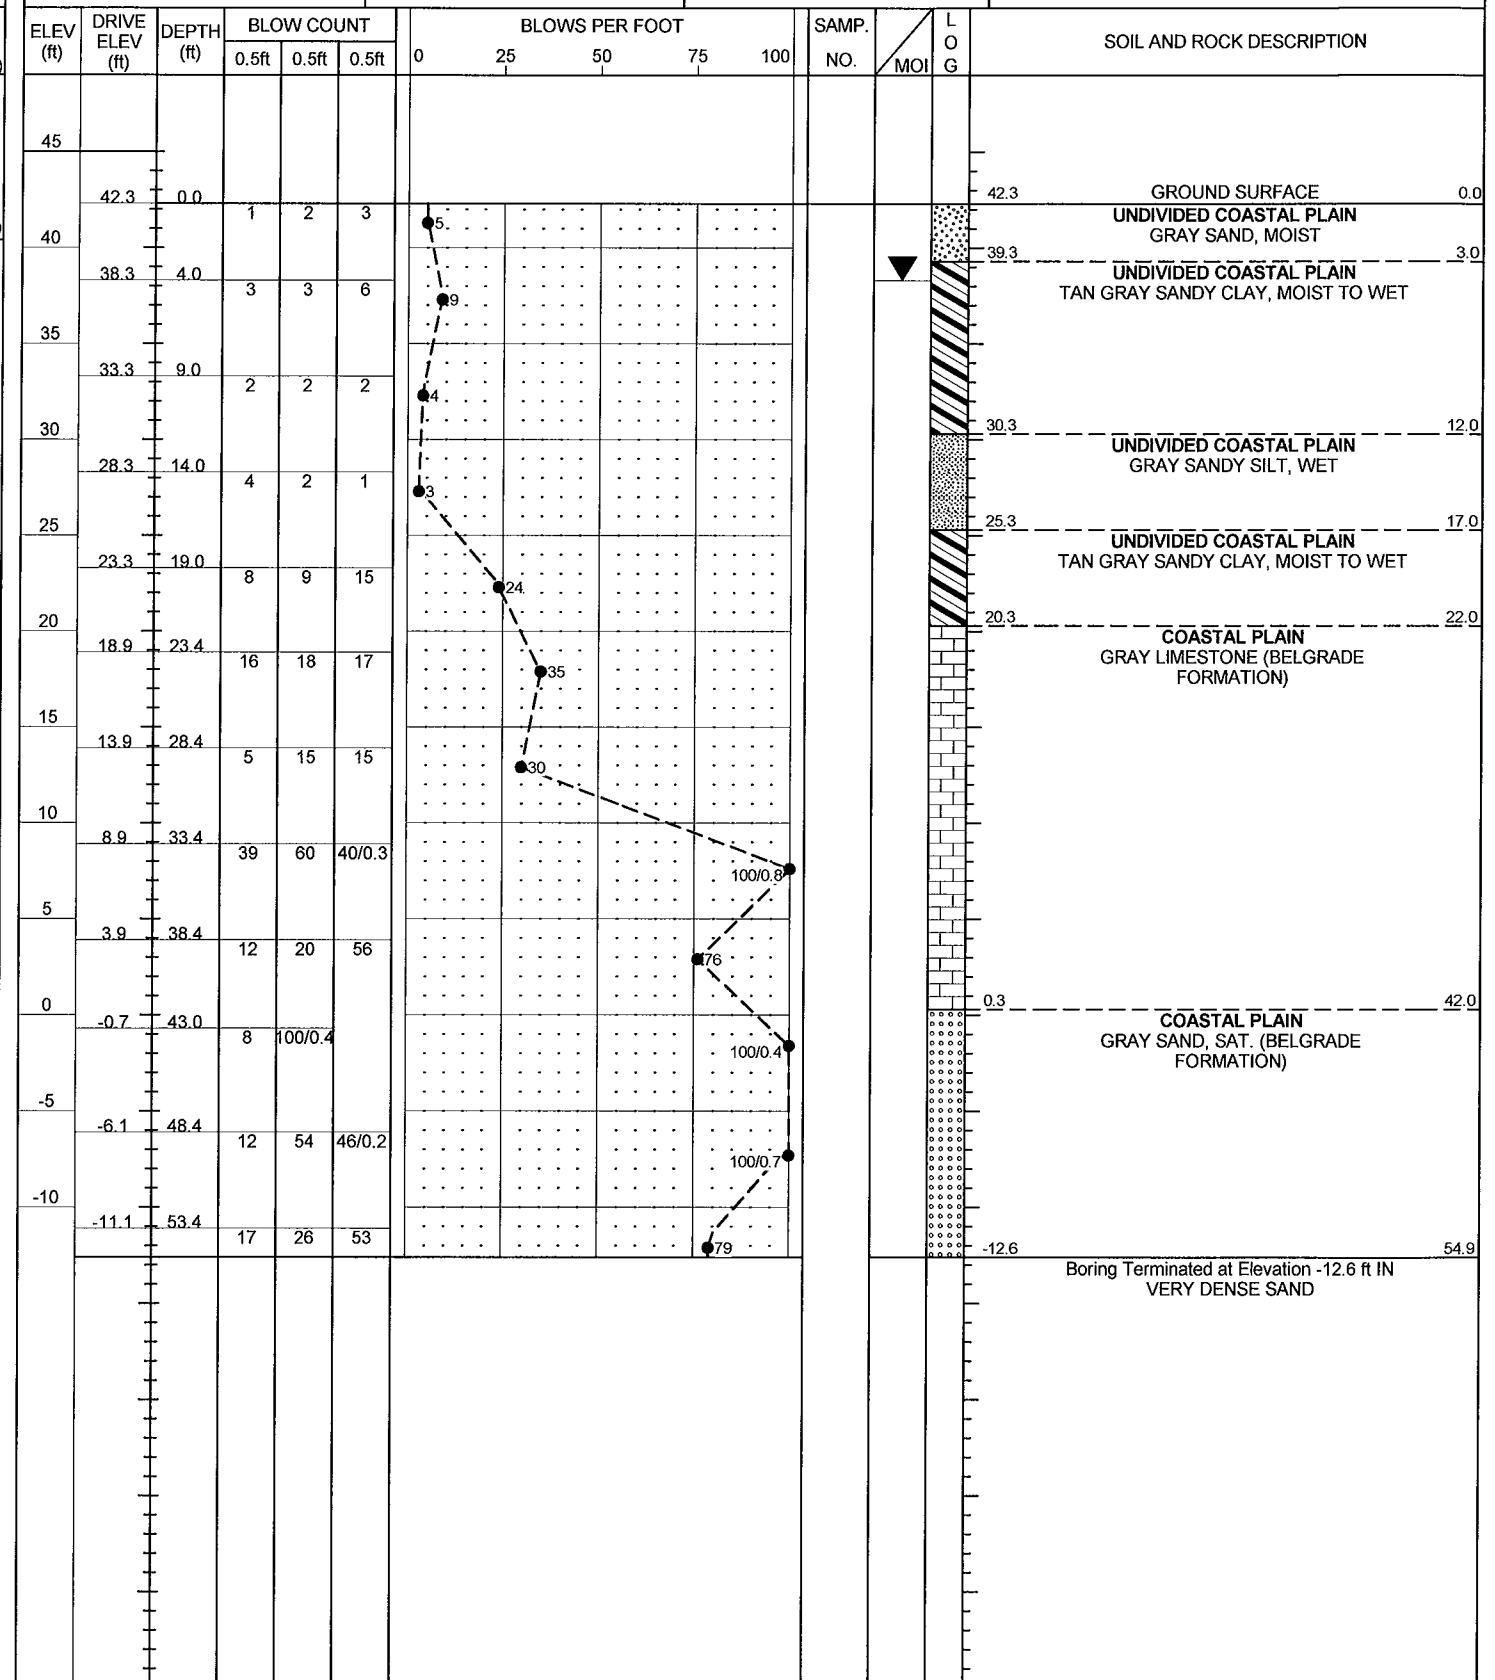 ELEV (ft) DRIVE ELEV (ft) DEPTH (ft) BLOW COUNT BLOWS PER FOOT SAMP. NO. MOI LOG SOIL AND ROCK DESCRIPTION
0.5ft 0.5ft 0.5ft 0 25 50 75 100
45
42.3 0.0 42.3 GROUND SURFACE 0.0
1 2 3 5 UNDIVIDED COASTAL PLAIN
GRAY SAND, MOIST
40
39.3 3.0
38.3 4.0 UNDIVIDED COASTAL PLAIN
3 3 6 9 TAN GRAY SANDY CLAY, MOIST TO WET
35
33.3 9.0
2 2 2 4
30
30.3 12.0
UNDIVIDED COASTAL PLAIN
28.3 14.0 GRAY SANDY SILT, WET
4 2 1 3
25
25.3 17.0
UNDIVIDED COASTAL PLAIN
23.3 19.0 TAN GRAY SANDY CLAY, MOIST TO WET
8 9 15 24
20
20.3 22.0
18.9 23.4 COASTAL PLAIN
16 18 17 35 GRAY LIMESTONE (BELGRADE
FORMATION)
15
13.9 28.4
5 15 15 30
10
8.9 33.4
39 60 40/0.3 100/0.8
5
3.9 38.4
12 20 56 76
0
0.3 42.0
-0.7 43.0 COASTAL PLAIN
8 100/0.4 100/0.4 GRAY SAND, SAT. (BELGRADE
FORMATION)
-5
-6.1 48.4
12 54 46/0.2 100/0.7
-10
-11.1 53.4
17 26 53 79
-12.6 54.9
Boring Terminated at Elevation -12.6 ft IN
VERY DENSE SAND